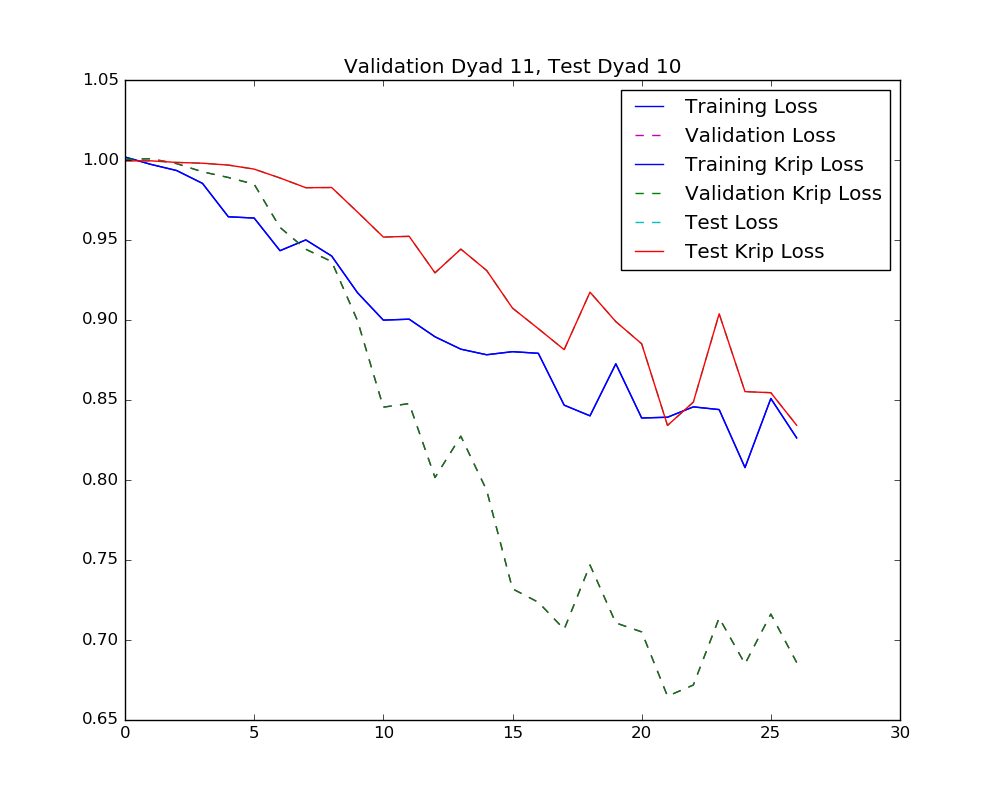 Validation Dyad 11, Test Dyad 10
1.05
1.00
0.95
0.90
0.85
0.80
0.75
0.70
0.65
Training Loss
Validation Loss
Training Krip Loss
Validation Krip Loss
Test Loss
Test Krip Loss
0 5 10 15 20 25 30